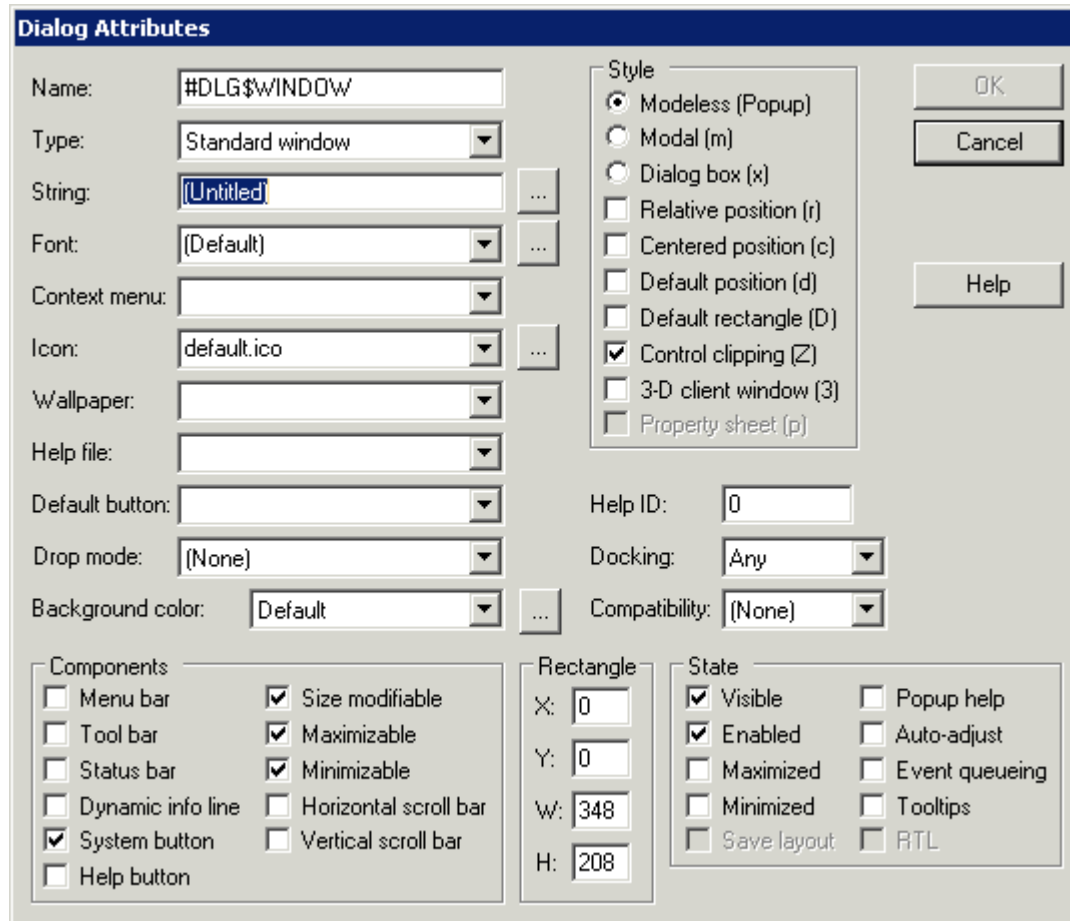 Dialog Attributes
Name: #DLG$WINDOW
Type: Standard window
String: (Untitled) ...
Font: (Default) ...
Context menu:
Icon: default.ico ...
Wallpaper:
Help file:
Default button:
Drop mode: (None)
Background color: Default ...
Style
Modeless (Popup)
Modal (m)
Dialog box (x)
Relative position (r)
Centered position (c)
Default position (d)
Default rectangle (D)
Control clipping (Z)
3-D client window (3)
Property sheet (p)
OK
Cancel
Help
Help ID: 0
Docking: Any
Compatibility: (None)
Components
Menu bar
Tool bar
Status bar
Dynamic info line
System button
Help button
Size modifiable
Maximizable
Minimizable
Horizontal scroll bar
Vertical scroll bar
Rectangle
X: 0
Y: 0
W: 348
H: 208
State
Visible
Enabled
Maximized
Minimized
Save layout
Popup help
Auto-adjust
Event queueing
Tooltips
RTL